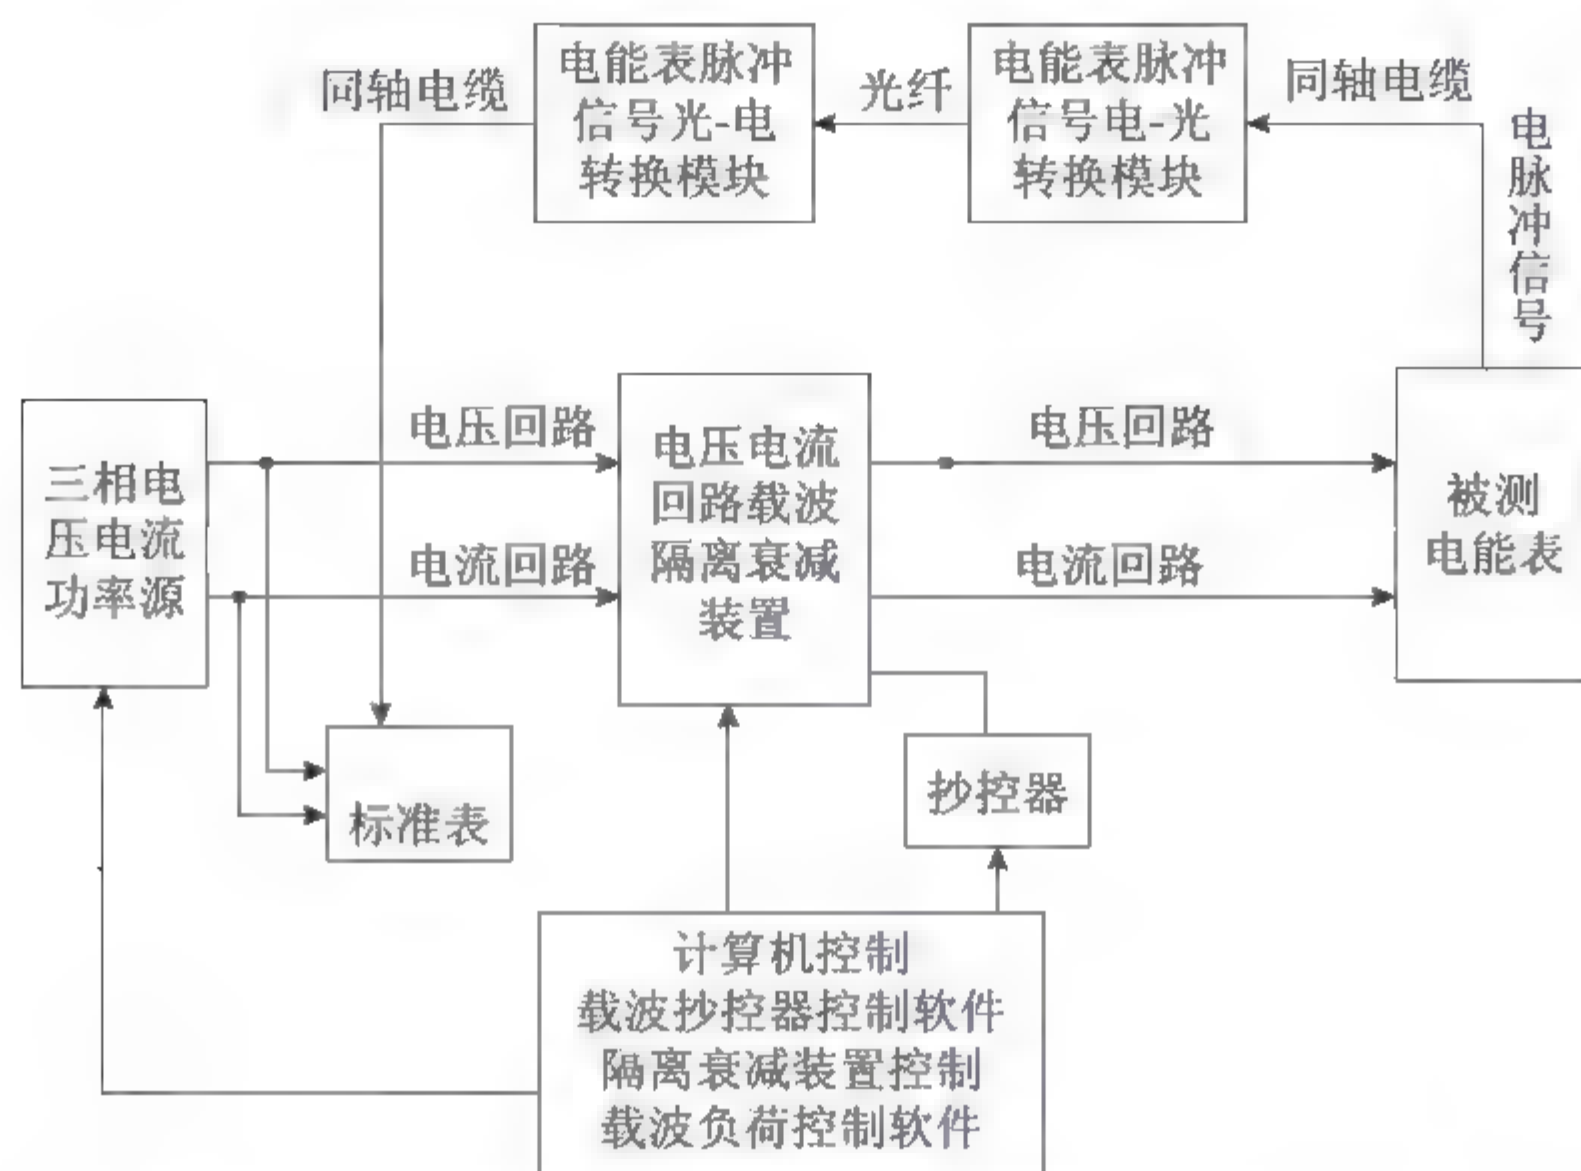 同轴电缆
电能表脉冲
信号光-电
转换模块
光纤
电能表脉冲
信号电-光
转换模块
同轴电缆
电脉冲信号
三相电
压电流
功率源
电压回路
电流回路
电压电流
回路载波
隔离衰减
装置
电压回路
电流回路
被测
电能表
标准表
抄控器
计算机控制
载波抄控器控制软件
隔离衰减装置控制
载波负荷控制软件